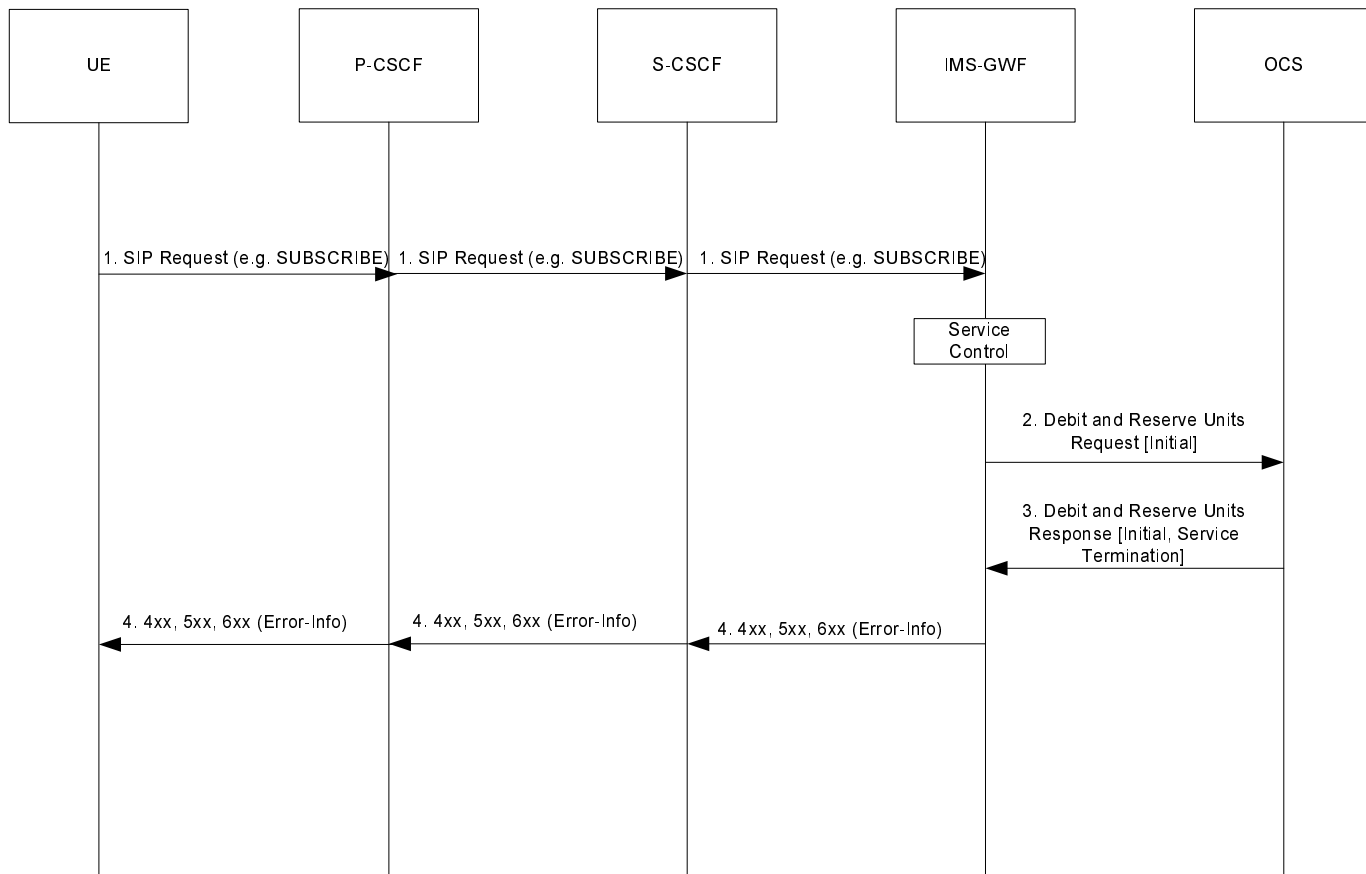 UE
P-CSCF
S-CSCF
IMS-GWF
OCS
1. SIP Request (e.g. SUBSCRIBE)
1. SIP Request (e.g. SUBSCRIBE)
1. SIP Request (e.g. SUBSCRIBE)
Service
Control
2. Debit and Reserve Units
Request [Initial]
3. Debit and Reserve Units
Response [Initial, Service
Termination]
4. 4xx, 5xx, 6xx (Error-Info)
4. 4xx, 5xx, 6xx (Error-Info)
4. 4xx, 5xx, 6xx (Error-Info)